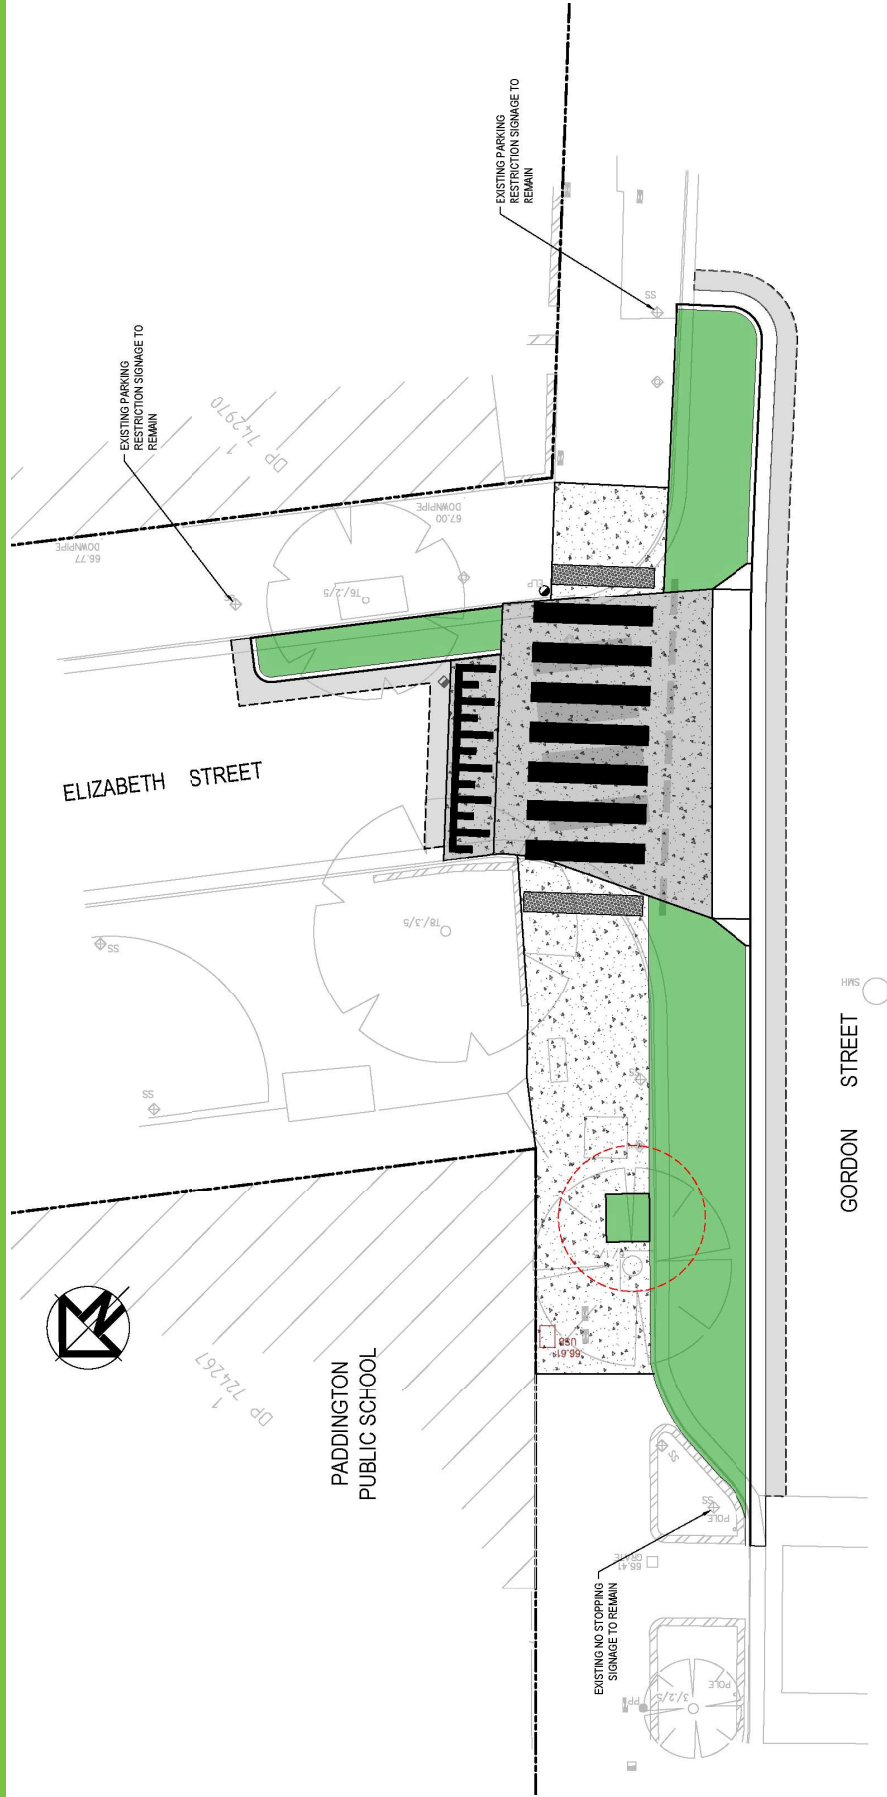 EXISTING PARKING
RESTRICTION SIGNAGE TO
REMAIN
SS
EXISTING PARKING
RESTRICTION SIGNAGE TO
REMAIN
DP 742970
1
DOWNPIPE
66.77
DOWNPIPE
67.00
T6/.2/5
ELP
ELIZABETH STREET
T8/.3/5
SS
SS
SMH
GORDON STREET
DP 724267
1
PADDINGTON
PUBLIC SCHOOL
USB
66.61
SS
SS
POLE
GRATE
66.41
EXISTING NO STOPPING
SIGNAGE TO REMAIN
POLE
PP
3/.2/5